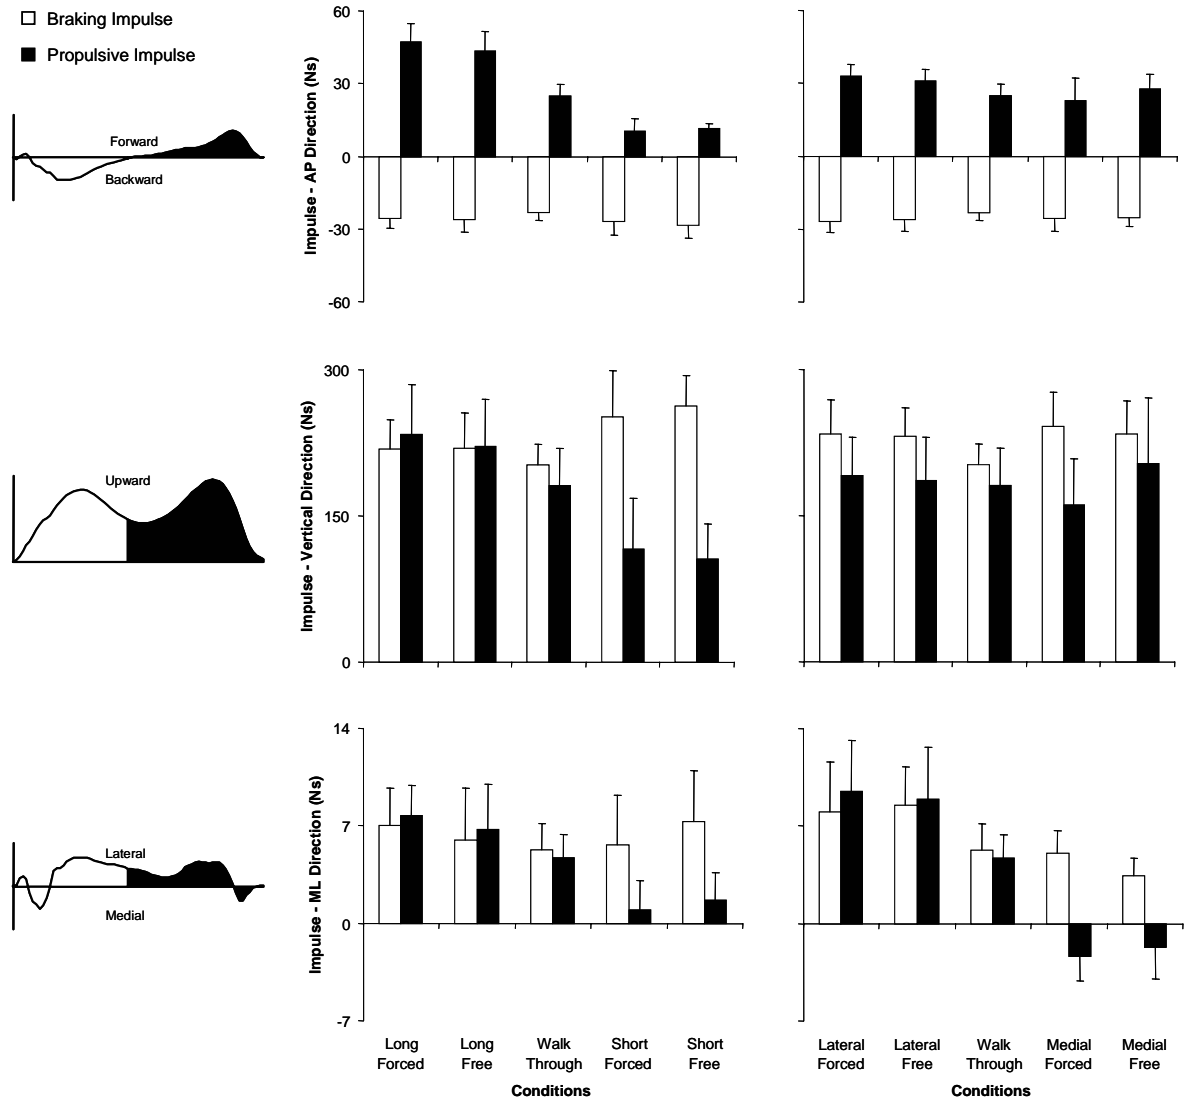 Braking Impulse
Propulsive Impulse
Forward
Backward
Impulse - AP Direction (Ns)
60
30
0
-30
-60
Upward
Impulse - Vertical Direction (Ns)
300
150
0
Lateral
Medial
Impulse - ML Direction (Ns)
14
7
0
-7
Long Forced
Long Free
Walk Through
Short Forced
Short Free
Conditions
Lateral Forced
Lateral Free
Walk Through
Medial Forced
Medial Free
Conditions